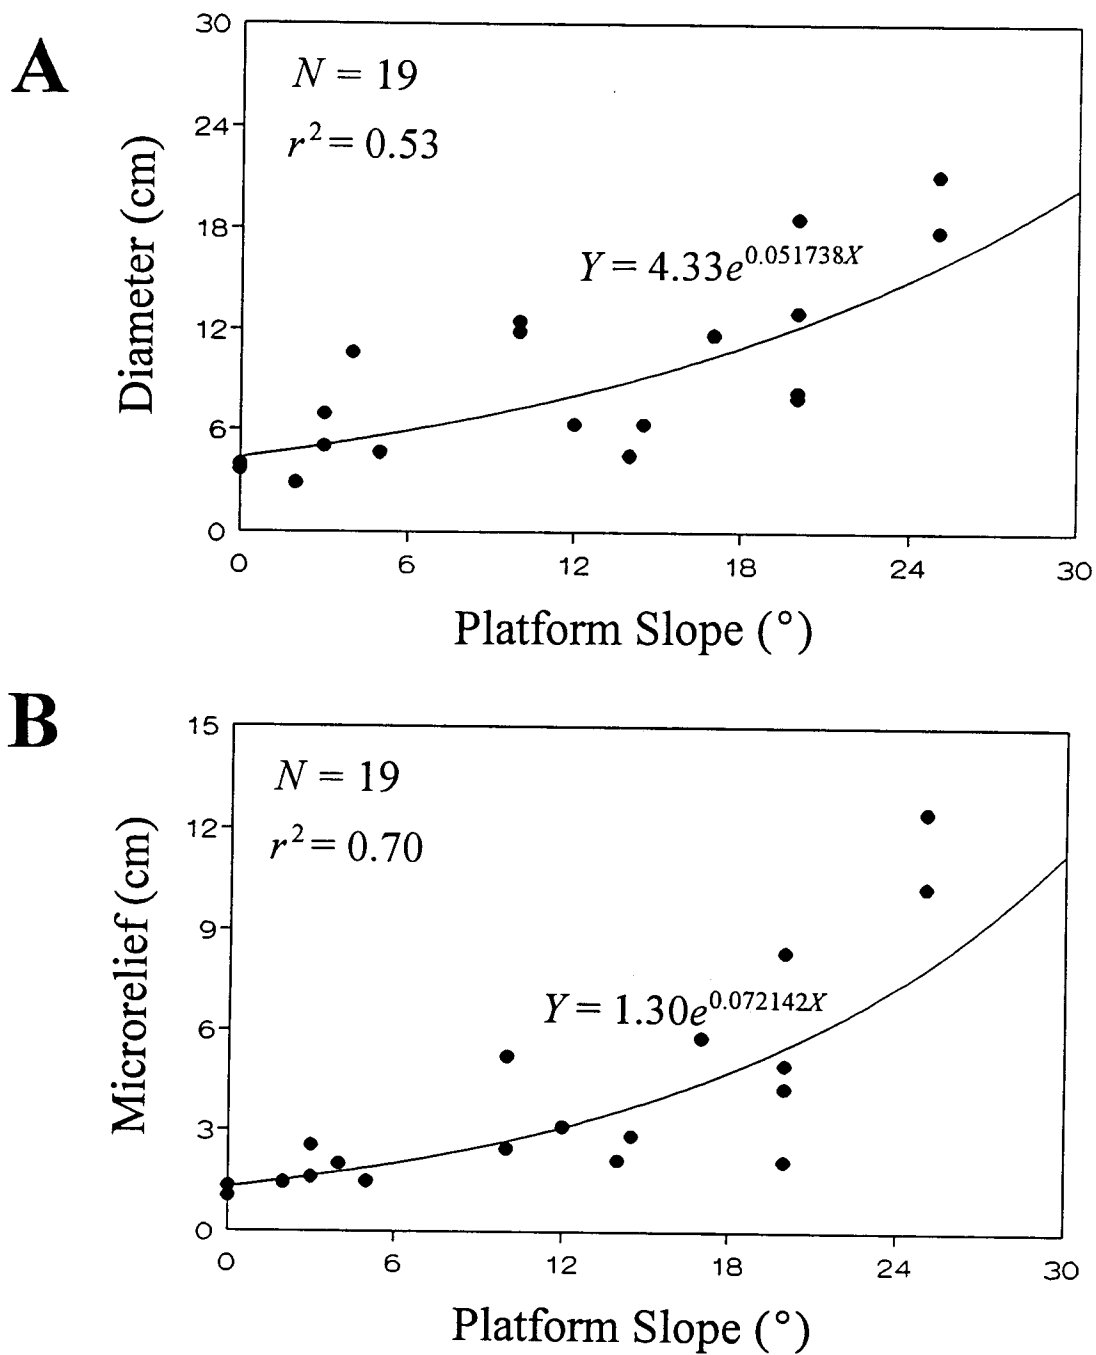 A
30
24
18
12
6
0
Diameter (cm)
N = 19
r² = 0.53
Y = 4.33e^0.051738X
0 6 12 18 24 30
Platform Slope (°)
B
15
12
9
6
3
0
Microrelief (cm)
N = 19
r² = 0.70
Y = 1.30e^0.072142X
0 6 12 18 24 30
Platform Slope (°)